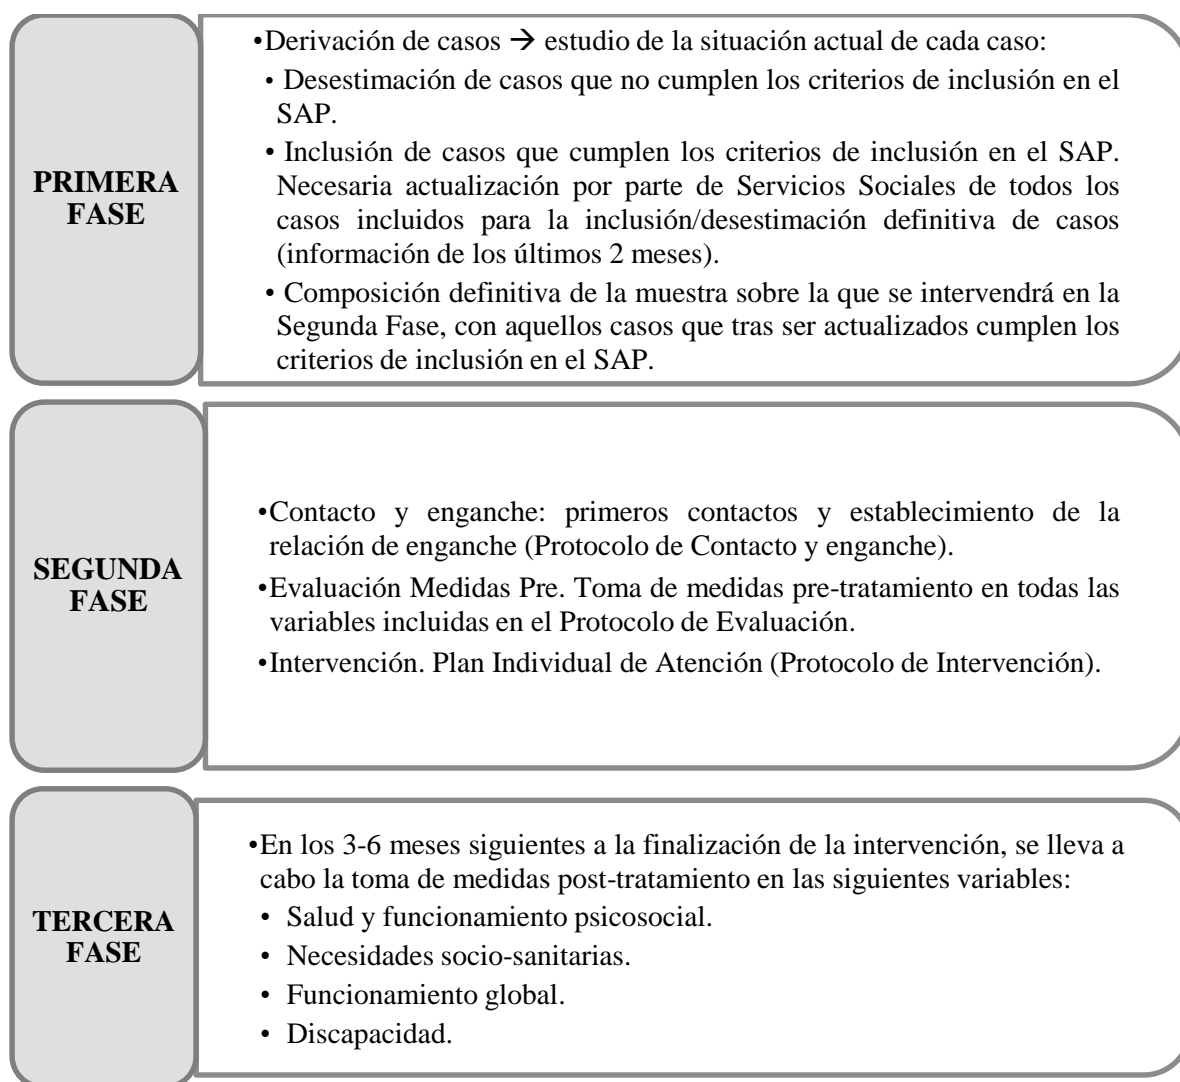 PRIMERA
FASE
•Derivación de casos → estudio de la situación actual de cada caso:
• Desestimación de casos que no cumplen los criterios de inclusión en el
SAP.
• Inclusión de casos que cumplen los criterios de inclusión en el SAP.
Necesaria actualización por parte de Servicios Sociales de todos los
casos incluidos para la inclusión/desestimación definitiva de casos
(información de los últimos 2 meses).
• Composición definitiva de la muestra sobre la que se intervendrá en la
Segunda Fase, con aquellos casos que tras ser actualizados cumplen los
criterios de inclusión en el SAP.
SEGUNDA
FASE
•Contacto y enganche: primeros contactos y establecimiento de la
relación de enganche (Protocolo de Contacto y enganche).
•Evaluación Medidas Pre. Toma de medidas pre-tratamiento en todas las
variables incluidas en el Protocolo de Evaluación.
•Intervención. Plan Individual de Atención (Protocolo de Intervención).
TERCERA
FASE
•En los 3-6 meses siguientes a la finalización de la intervención, se lleva a
cabo la toma de medidas post-tratamiento en las siguientes variables:
• Salud y funcionamiento psicosocial.
• Necesidades socio-sanitarias.
• Funcionamiento global.
• Discapacidad.